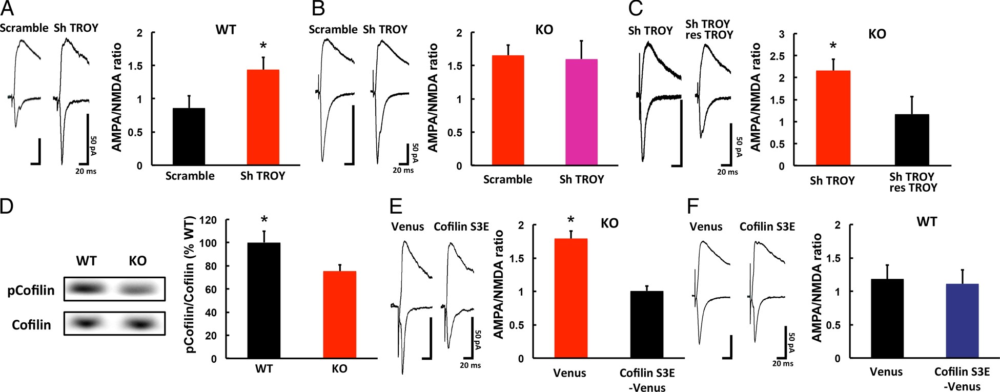 A
Scramble Sh TROY
50 pA
20 ms
WT
AMPA/NMDA ratio
2
1.5
1
0.5
0
*
Scramble Sh TROY
B
Scramble Sh TROY
50 pA
20 ms
KO
AMPA/NMDA ratio
2
1.5
1
0.5
0
Scramble Sh TROY
C
Sh TROY
Sh TROY
res TROY
50 pA
20 ms
KO
AMPA/NMDA ratio
3
2.5
2
1.5
1
0.5
0
*
Sh TROY
Sh TROY
res TROY
D
WT KO
pCofilin
Cofilin
pCofilin/Cofilin (% WT)
120
100
80
60
40
20
0
*
WT KO
E
Venus Cofilin S3E
50 pA
20 ms
KO
AMPA/NMDA ratio
2
1.5
1
0.5
0
*
Venus
Cofilin S3E
-Venus
F
Venus Cofilin S3E
50 pA
20 ms
WT
AMPA/NMDA ratio
2
1.5
1
0.5
0
Venus
Cofilin S3E
-Venus